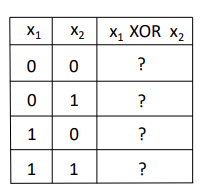 x₁ x₂ x₁ XOR x₂
0 0 ?
0 1 ?
1 0 ?
1 1 ?